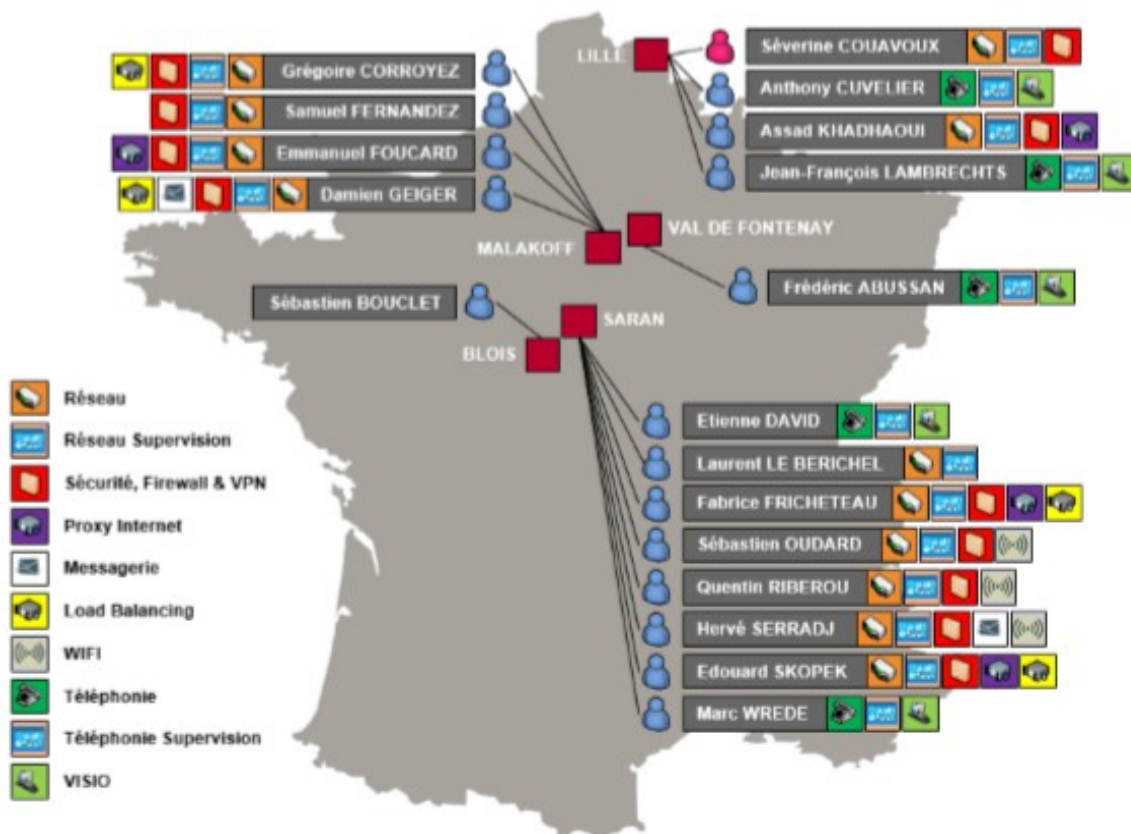 Grégoire CORROYEZ
Samuel FERNANDEZ
Emmanuel FOUCARD
Damien GEIGER
LILLE
Séverine COUAVOUX
Anthony CUVELIER
Assad KHADHAOUI
Jean-François LAMBRECHTS
VAL DE FONTENAY
MALAKOFF
Frédéric ABUSSAN
Sébastien BOUCLET
SARAN
BLOIS
Réseau
Réseau Supervision
Sécurité, Firewall & VPN
Proxy Internet
Messagerie
Load Balancing
WIFI
Téléphonie
Téléphonie Supervision
VISIO
Etienne DAVID
Laurent LE BERICHEL
Fabrice FRICHETEAU
Sébastien OUDARD
Quentin RIBEROU
Hervé SERRADJ
Edouard SKOPEK
Marc WREDE